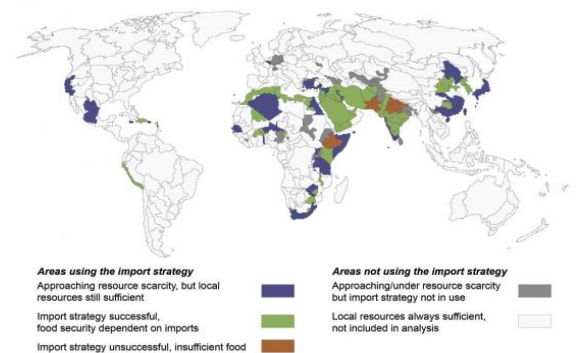 Areas using the import strategy
Approaching resource scarcity, but local
resources still sufficient
Import strategy successful,
food security dependent on imports
Import strategy unsuccessful, insufficient food
Areas not using the import strategy
Approaching/under resource scarcity
but import strategy not in use
Local resources always sufficient,
not included in analysis